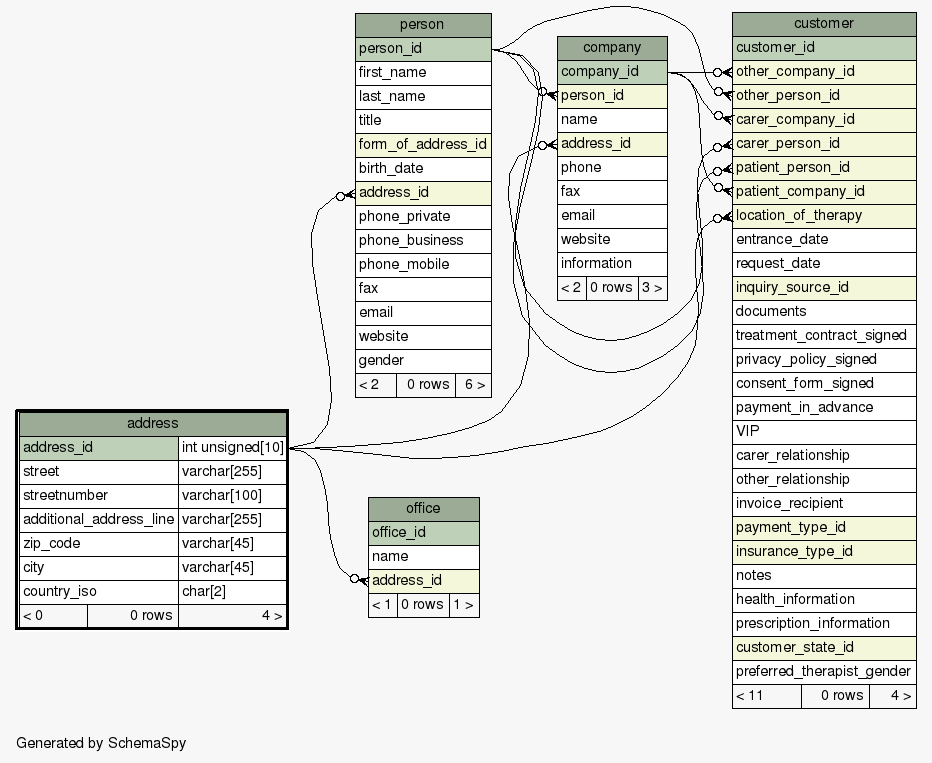 person
person_id
first_name
last_name
title
form_of_address_id
birth_date
address_id
phone_private
phone_business
phone_mobile
fax
email
website
gender
< 2 0 rows 6 >
company
company_id
person_id
name
address_id
phone
fax
email
website
information
< 2 0 rows 3 >
customer
customer_id
other_company_id
other_person_id
carer_company_id
carer_person_id
patient_person_id
patient_company_id
location_of_therapy
entrance_date
request_date
inquiry_source_id
documents
treatment_contract_signed
privacy_policy_signed
consent_form_signed
payment_in_advance
VIP
carer_relationship
other_relationship
invoice_recipient
payment_type_id
insurance_type_id
notes
health_information
prescription_information
customer_state_id
preferred_therapist_gender
< 11 0 rows 4 >
address
address_id int unsigned[10]
street varchar[255]
streetnumber varchar[100]
additional_address_line varchar[255]
zip_code varchar[45]
city varchar[45]
country_iso char[2]
< 0 0 rows 4 >
office
office_id
name
address_id
< 1 0 rows 1 >
Generated by SchemaSpy